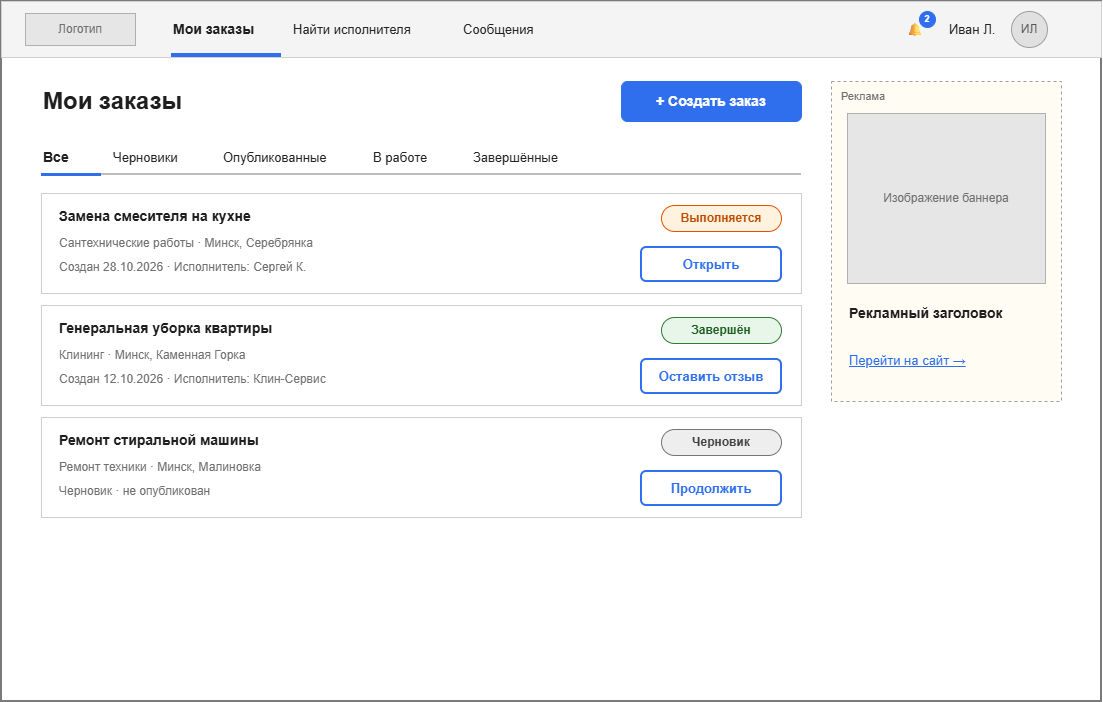 Логотип
Мои заказы
Найти исполнителя
Сообщения
2
Иван Л.
ИЛ
Мои заказы
+ Создать заказ
Все
Черновики
Опубликованные
В работе
Завершённые
Замена смесителя на кухне
Выполняется
Сантехнические работы · Минск, Серебрянка
Создан 28.10.2026 · Исполнитель: Сергей К.
Открыть
Генеральная уборка квартиры
Завершён
Клининг · Минск, Каменная Горка
Создан 12.10.2026 · Исполнитель: Клин-Сервис
Оставить отзыв
Ремонт стиральной машины
Черновик
Ремонт техники · Минск, Малиновка
Черновик · не опубликован
Продолжить
Реклама
Изображение баннера
Рекламный заголовок
Перейти на сайт →